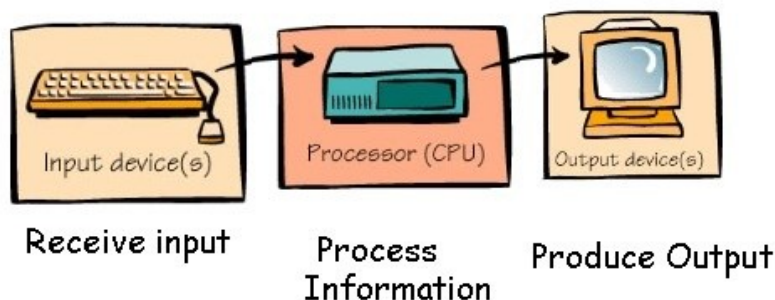 Input device(s)
Processor (CPU)
Output device(s)
Receive input
Process
Information
Produce Output